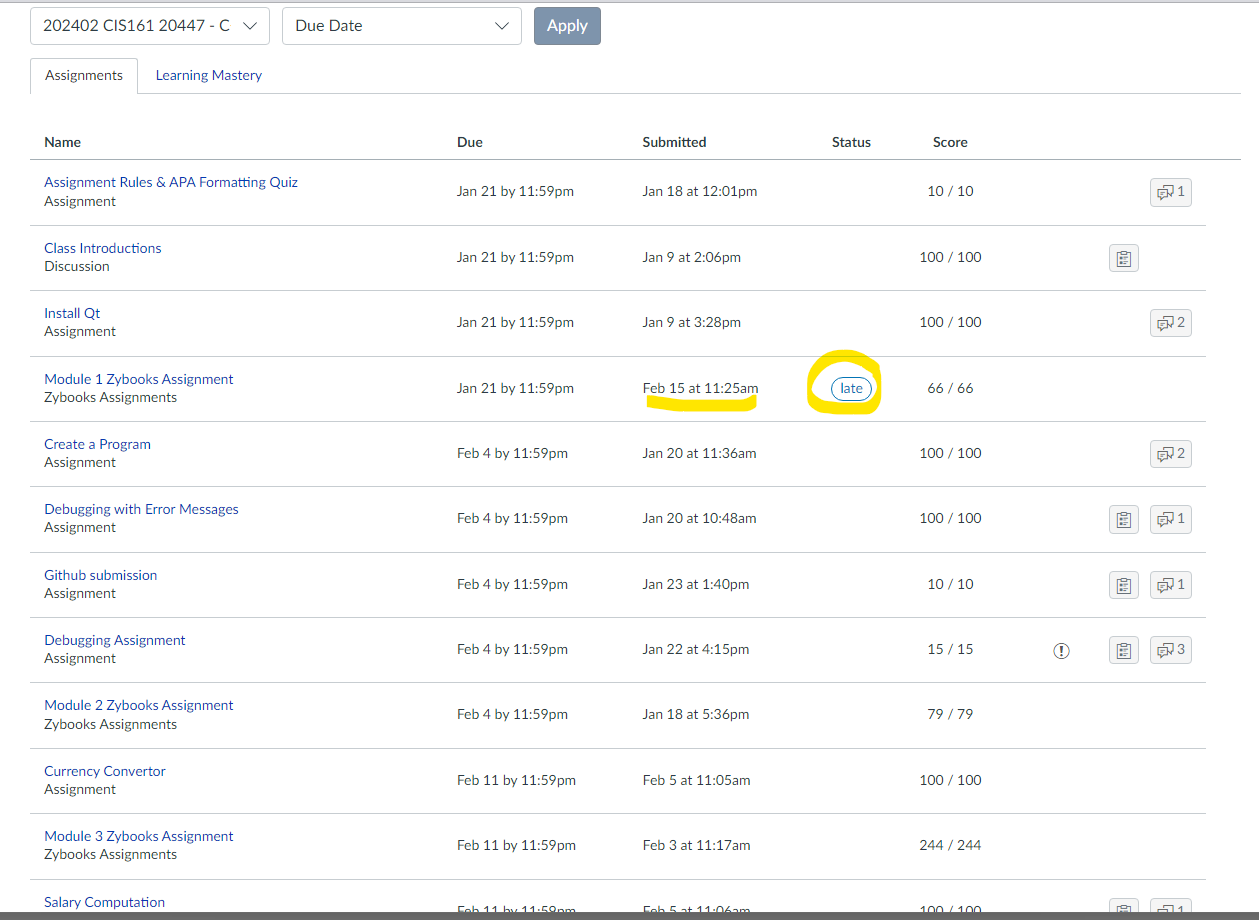 202402 CIS161 20447 - C Due Date Apply
Assignments Learning Mastery
Name Due Submitted Status Score
Assignment Rules & APA Formatting Quiz
Assignment
Jan 21 by 11:59pm Jan 18 at 12:01pm 10 / 10 1
Class Introductions
Discussion
Jan 21 by 11:59pm Jan 9 at 2:06pm 100 / 100
Install Qt
Assignment
Jan 21 by 11:59pm Jan 9 at 3:28pm 100 / 100 2
Module 1 Zybooks Assignment
Zybooks Assignments
Jan 21 by 11:59pm Feb 15 at 11:25am late 66 / 66
Create a Program
Assignment
Feb 4 by 11:59pm Jan 20 at 11:36am 100 / 100 2
Debugging with Error Messages
Assignment
Feb 4 by 11:59pm Jan 20 at 10:48am 100 / 100 1
Github submission
Assignment
Feb 4 by 11:59pm Jan 23 at 1:40pm 10 / 10 1
Debugging Assignment
Assignment
Feb 4 by 11:59pm Jan 22 at 4:15pm 15 / 15 ! 3
Module 2 Zybooks Assignment
Zybooks Assignments
Feb 4 by 11:59pm Jan 18 at 5:36pm 79 / 79
Currency Convertor
Assignment
Feb 11 by 11:59pm Feb 5 at 11:05am 100 / 100
Module 3 Zybooks Assignment
Zybooks Assignments
Feb 11 by 11:59pm Feb 3 at 11:17am 244 / 244
Salary Computation
Feb 11 by 11:59pm Feb 5 at 11:06am 100 / 100 1